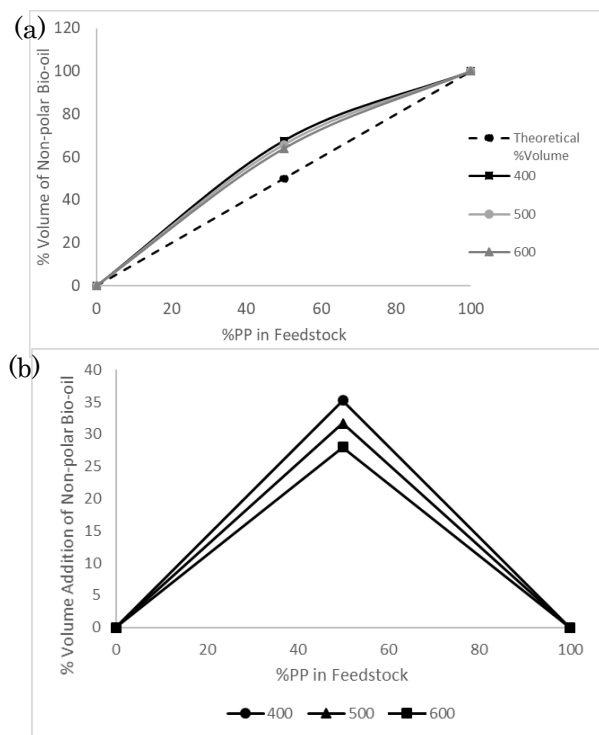 (a)
120
100
80
60
40
20
0
% Volume of Non-polar Bio-oil
0 20 40 60 80 100
%PP in Feedstock
Theoretical
%Volume
400
500
600
(b)
40
35
30
25
20
15
10
5
0
% Volume Addition of Non-polar Bio-oil
0 20 40 60 80 100
%PP in Feedstock
400 500 600